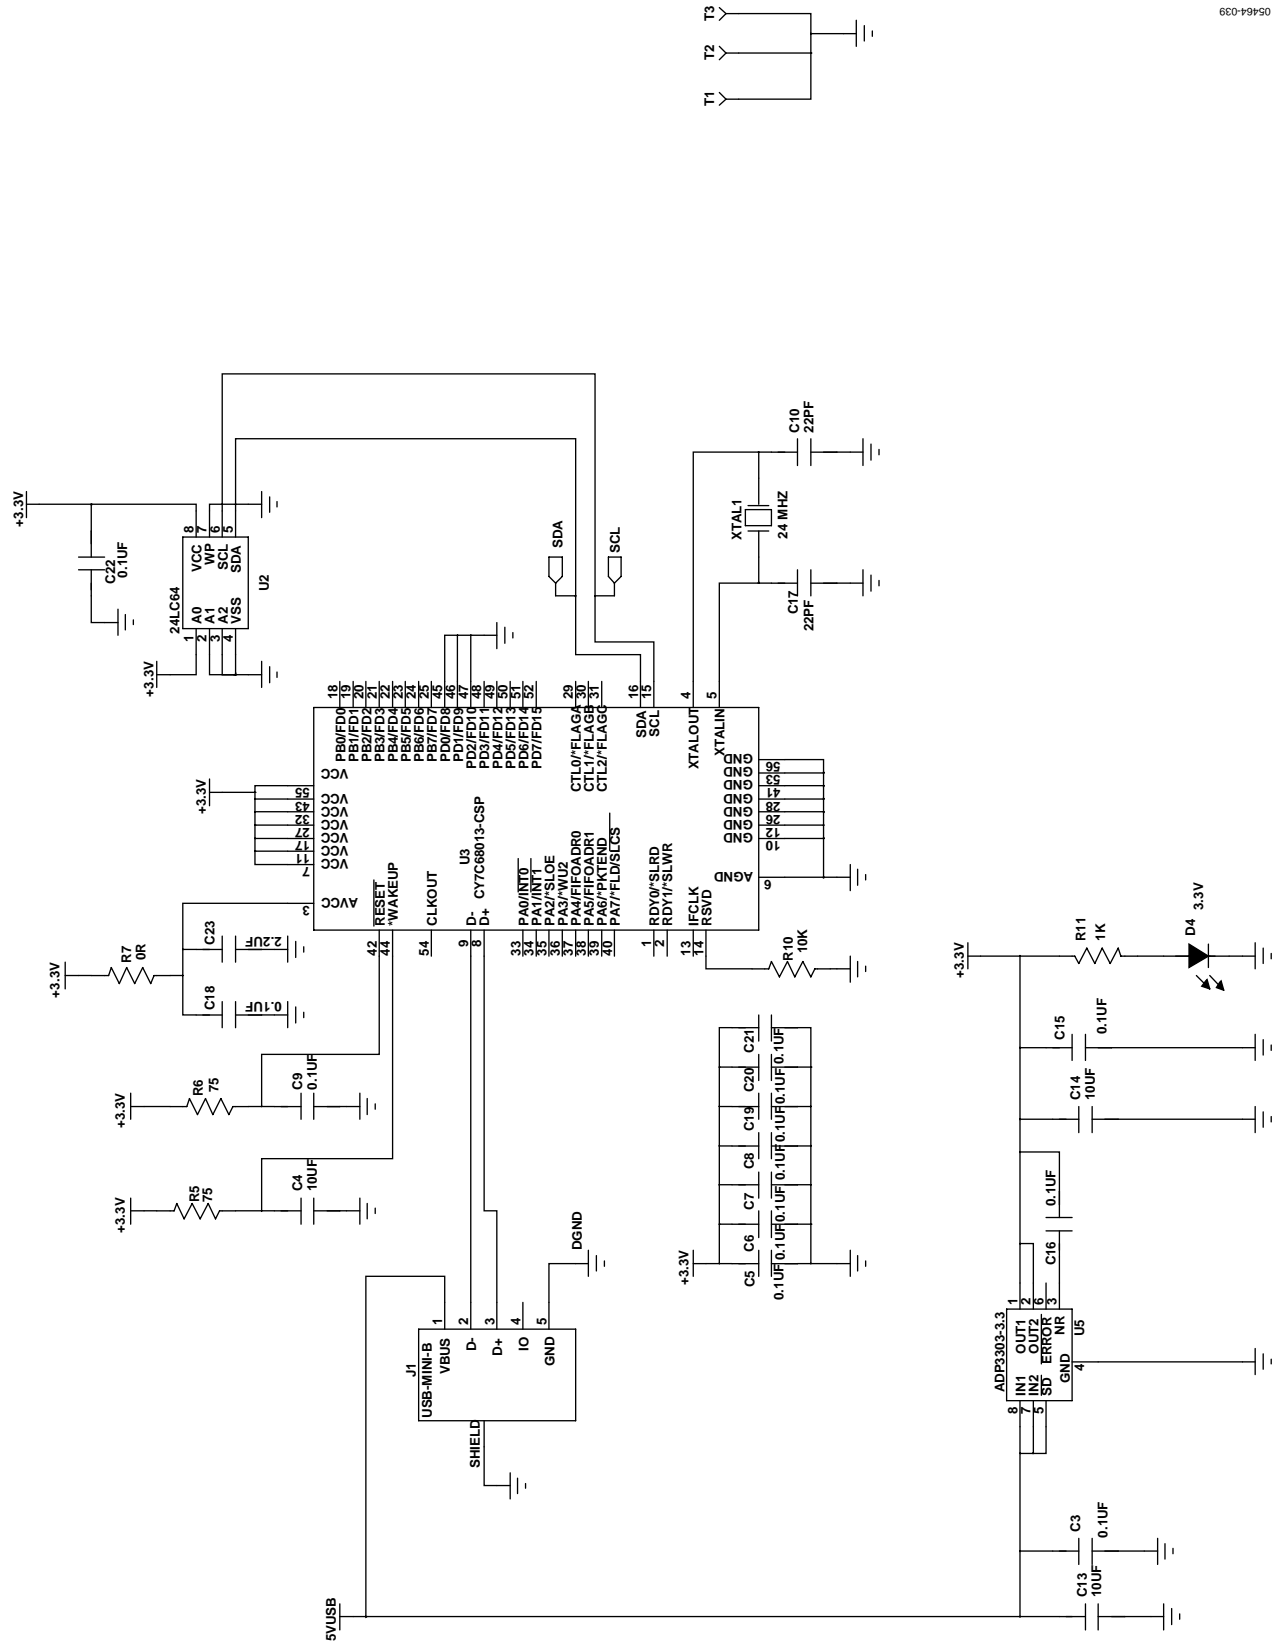 05464-039
T3
T2
T1
+3.3V
C22
0.1UF
24LC64
U2
1 A0
2 A1
3 A2
4 VSS
VCC 8
WP 7
SCL 6
SDA 5
+3.3V
SDA
SCL
XTAL1
24 MHZ
C10
22PF
C17
22PF
+3.3V
U3
CY7C68013-CSP
PB0/FD0 18
PB1/FD1 19
PB2/FD2 20
PB3/FD3 21
PB4/FD4 22
PB5/FD5 23
PB6/FD6 24
PB7/FD7 25
PD0/FD8 45
PD1/FD9 46
PD2/FD10 47
PD3/FD11 48
PD4/FD12 49
PD5/FD13 50
PD6/FD14 51
PD7/FD15 52
CTL0/*FLAGA 29
CTL1/*FLAGB 30
CTL2/*FLAGC 31
SDA 16
SCL 15
XTALOUT 4
XTALIN 5
VCC
VCC 55
VCC 43
VCC 32
VCC 27
VCC 17
VCC 11
7
AVCC 3
42 RESET
44 *WAKEUP
54 CLKOUT
9 D-
8 D+
33 PA0/INT0
34 PA1/INT1
35 PA2/*SLOE
36 PA3/*WU2
37 PA4/FIFOADR0
38 PA5/FIFOADR1
39 PA6/*PKTEND
40 PA7/*FLD/SLCS
1 RDY0/*SLRD
2 RDY1/*SLWR
13 IFCLK
14 RSVD
GND 56
GND 53
GND 41
GND 28
GND 26
GND 12
GND 10
AGND 6
+3.3V
R7
0R
C23
2.2UF
C18
0.1UF
+3.3V
R6
75
C9
0.1UF
+3.3V
R5
75
C4
10UF
R10
10K
+3.3V
C5
0.1UF
C6
0.1UF
C7
0.1UF
C8
0.1UF
C19
0.1UF
C20
0.1UF
C21
0.1UF
J1
USB-MINI-B
VBUS 1
D- 2
D+ 3
IO 4
GND 5
SHIELD
DGND
5VUSB
C13
10UF
C3
0.1UF
ADP3303-3.3
U5
8 IN1
7 IN2
5 SD
OUT1 1
OUT2 2
ERROR 6
NR 3
GND 4
C16
0.1UF
C14
10UF
C15
0.1UF
+3.3V
R11
1K
D4
3.3V